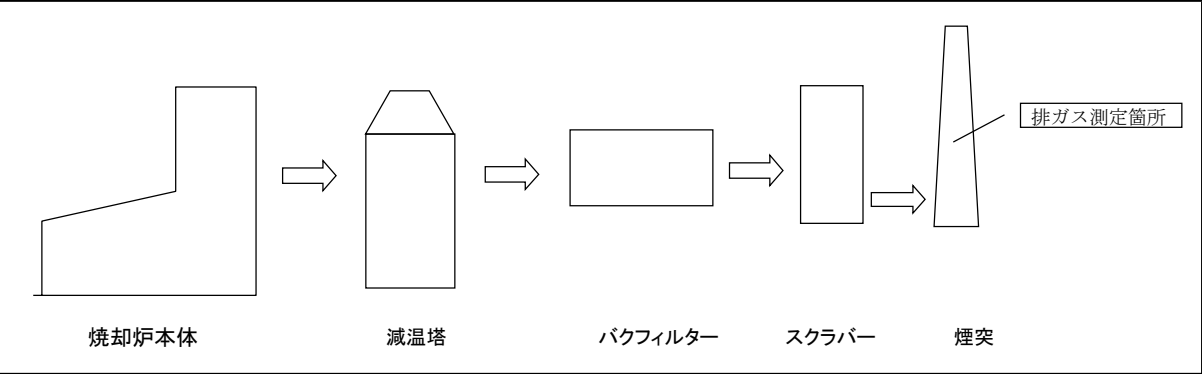 排ガス測定箇所
焼却炉本体
減温塔
バクフィルター
スクラバー
煙突